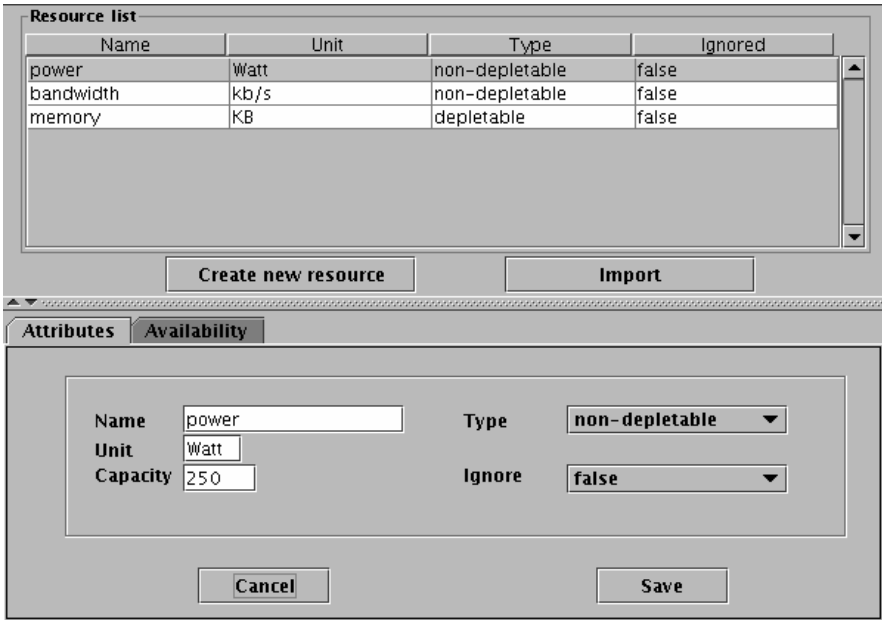 Resource list
Name Unit Type Ignored
power Watt non-depletable false
bandwidth kb/s non-depletable false
memory KB depletable false
Create new resource Import
Attributes Availability
Name power Type non-depletable
Unit Watt
Capacity 250 Ignore false
Cancel Save